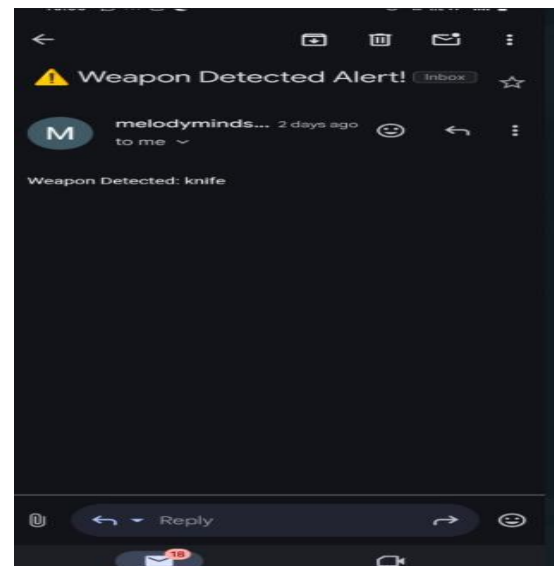 Weapon Detected Alert! Inbox
M
melodyminds... 2 days ago
to me
Weapon Detected: knife
Reply
18